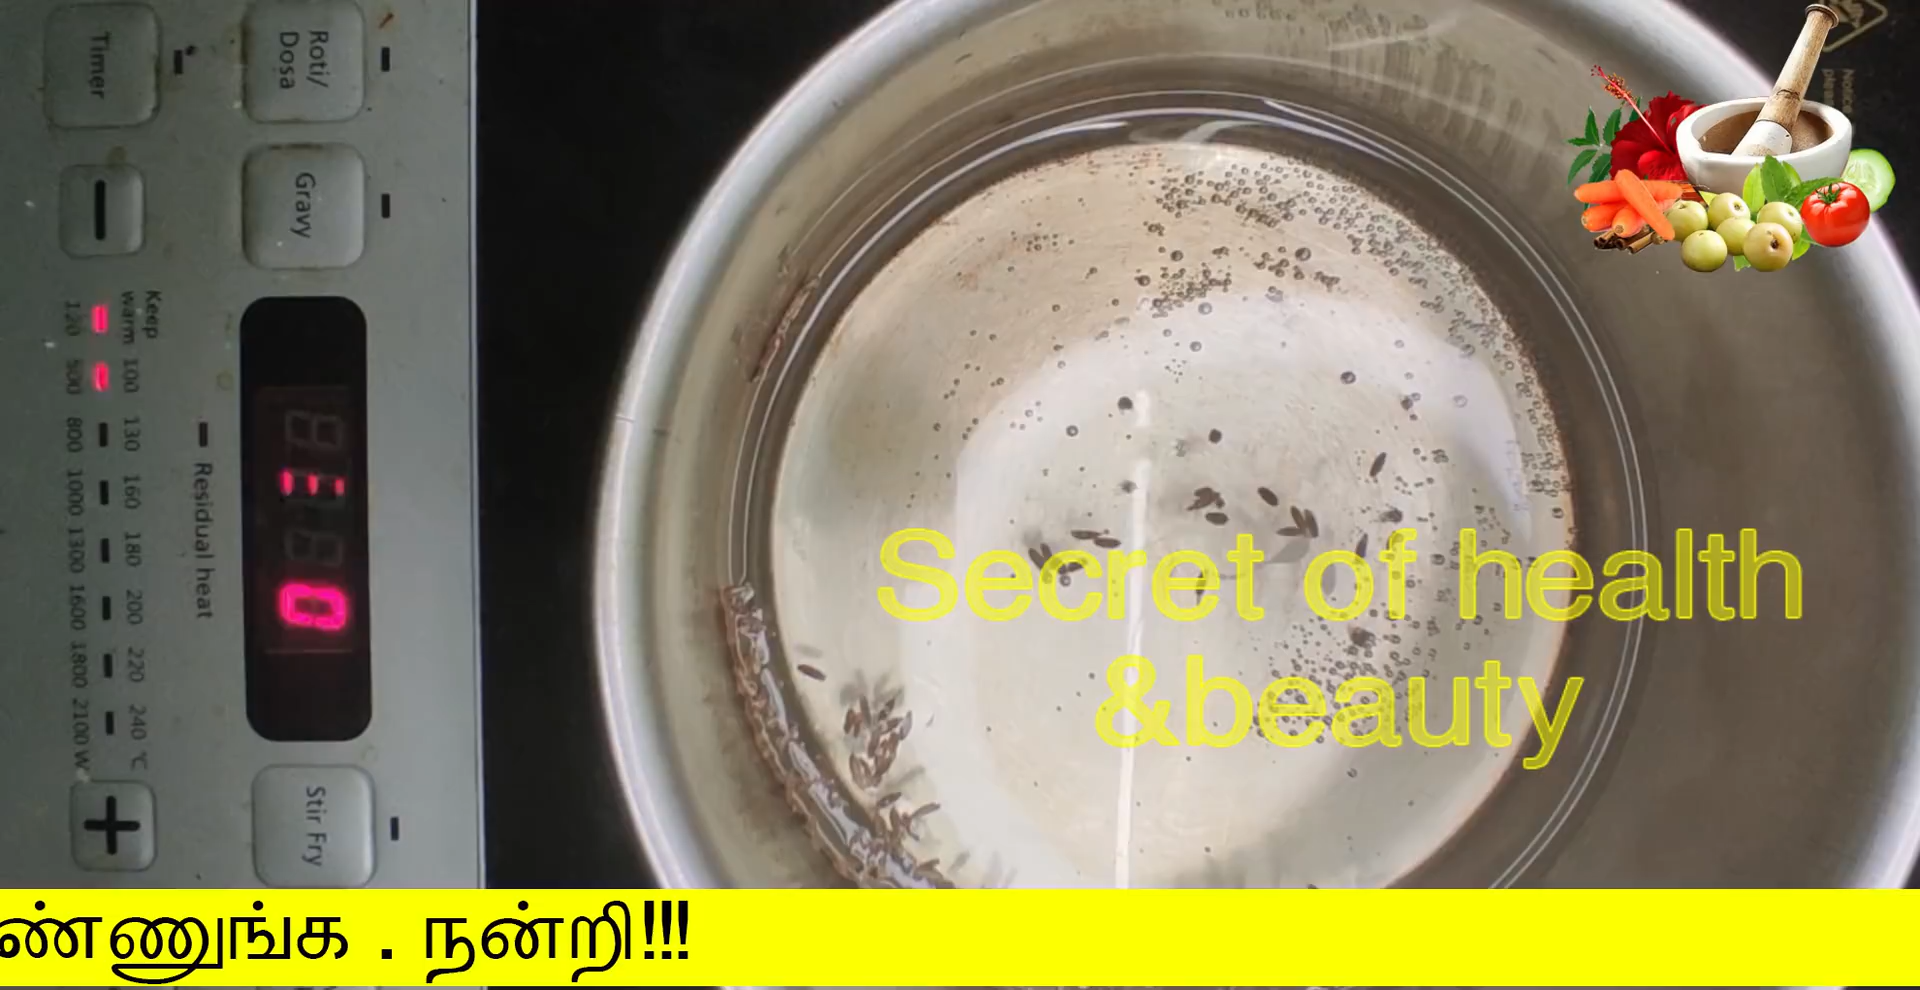 Timer
Roti/
Dosa
Gravy
Keep
warm 100 130 160 180 200 220 240 °C
120 500 800 1000 1300 1600 1800 2100 W
Residual heat
0
Stir Fry
Secret of health
&beauty
ண்ணுங்க . நன்றி!!!